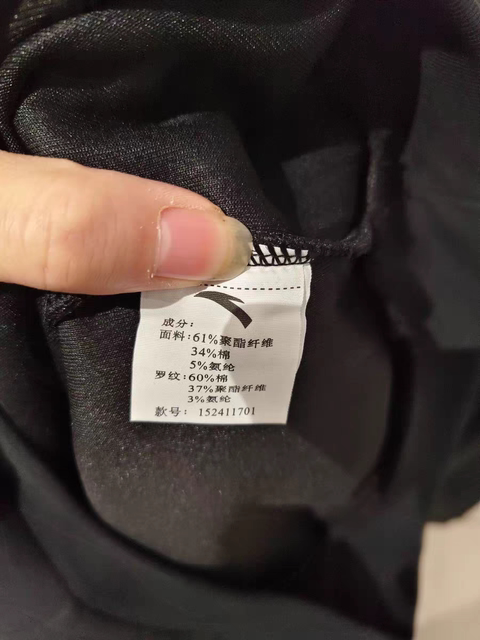 成分:
面料:61%聚酯纤维
34%棉
5%氨纶
罗纹:60%棉
37%聚酯纤维
3%氨纶
款号: 152411701